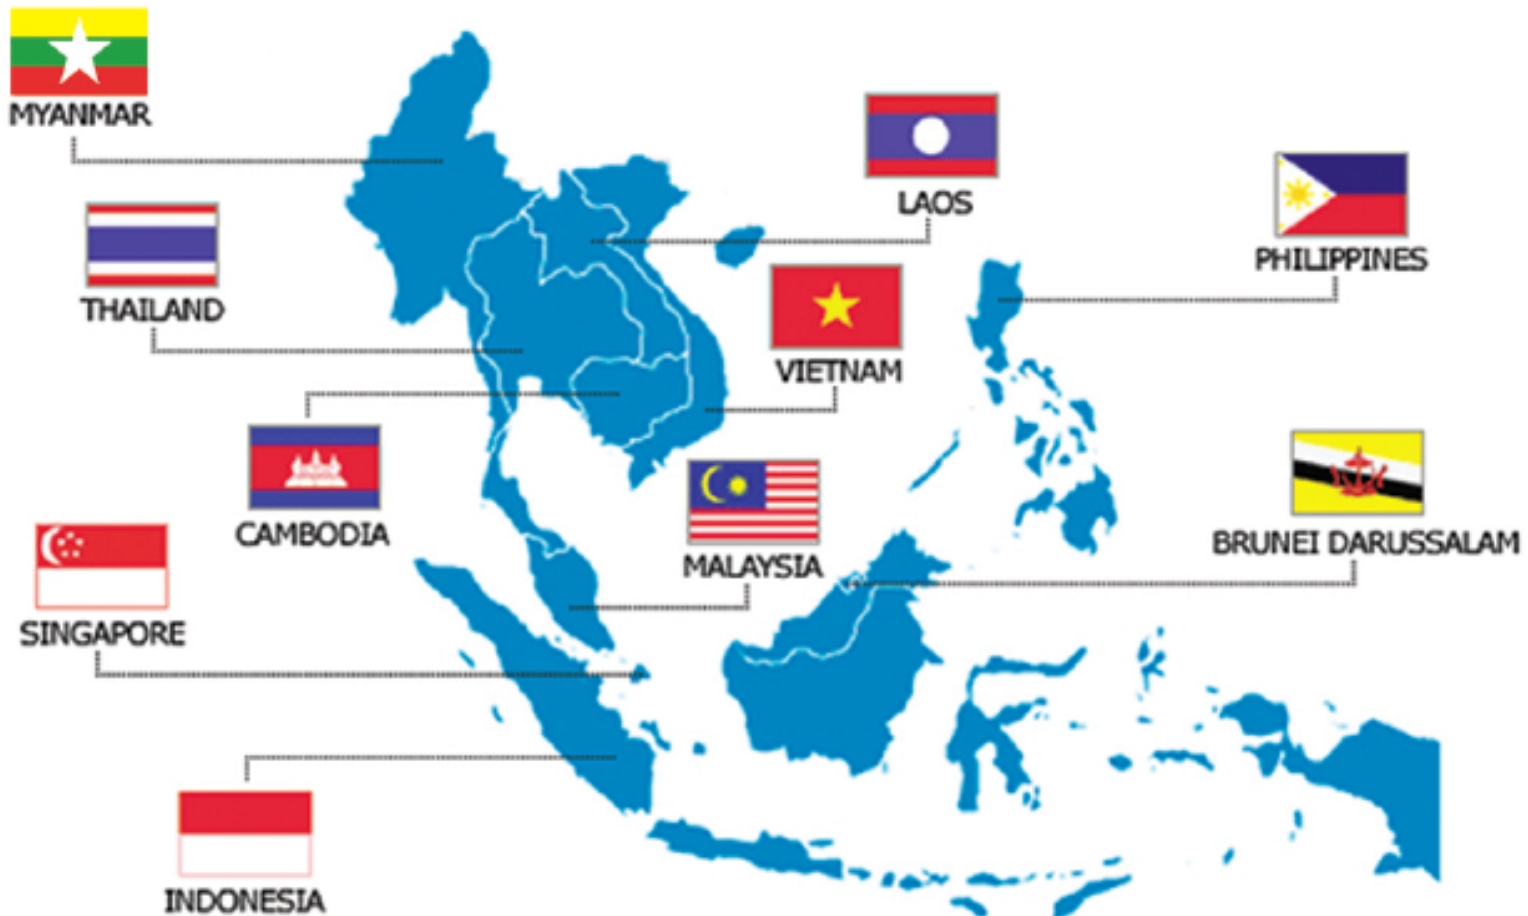 MYANMAR
LAOS
PHILIPPINES
THAILAND
VIETNAM
CAMBODIA
BRUNEI DARUSSALAM
MALAYSIA
SINGAPORE
INDONESIA